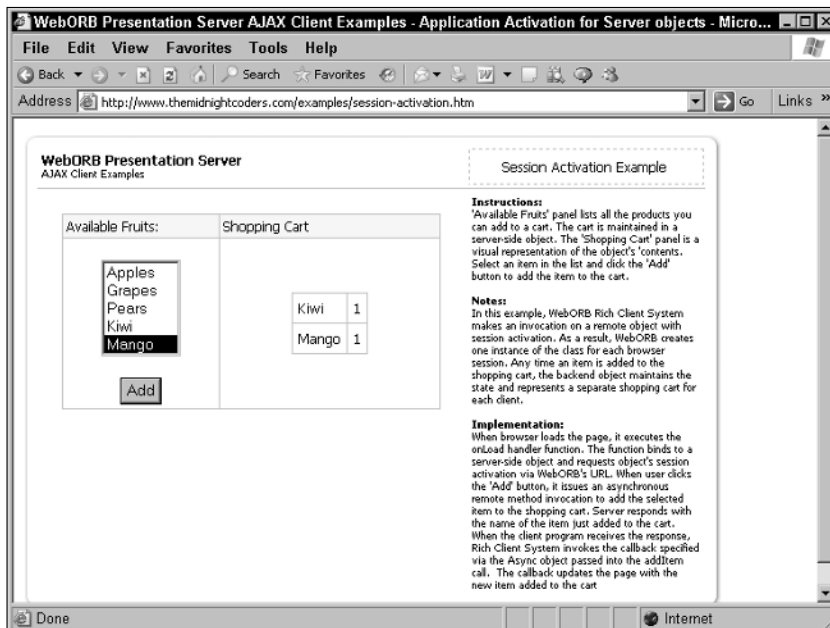 WebORB Presentation Server AJAX Client Examples - Application Activation for Server objects - Micro...
File Edit View Favorites Tools Help
Back Search Favorites
Address http://www.themidnightcoders.com/examples/session-activation.htm Go Links »
WebORB Presentation Server
AJAX Client Examples
Session Activation Example
Available Fruits: Shopping Cart
Apples
Grapes
Pears
Kiwi
Mango
Add
Kiwi 1
Mango 1
Instructions:
'Available Fruits' panel lists all the products you
can add to a cart. The cart is maintained in a
server-side object. The 'Shopping Cart' panel is a
visual representation of the object's 'contents.
Select an item in the list and click the 'Add'
button to add the item to the cart.
Notes:
In this example, WebORB Rich Client System
makes an invocation on a remote object with
session activation. As a result, WebORB creates
one instance of the class for each browser
session. Any time an item is added to the
shopping cart, the backend object maintains the
state and represents a separate shopping cart for
each client.
Implementation:
When browser loads the page, it executes the
onLoad handler function. The function binds to a
server-side object and requests object's session
activation via WebORB's URL. When user clicks
the 'Add' button, it issues an asynchronous
remote method invocation to add the selected
item to the shopping cart. Server responds with
the name of the item just added to the cart.
When the client program receives the response,
Rich Client System invokes the callback specified
via the Async object passed into the addItem
call. The callback updates the page with the
new item added to the cart
Done Internet